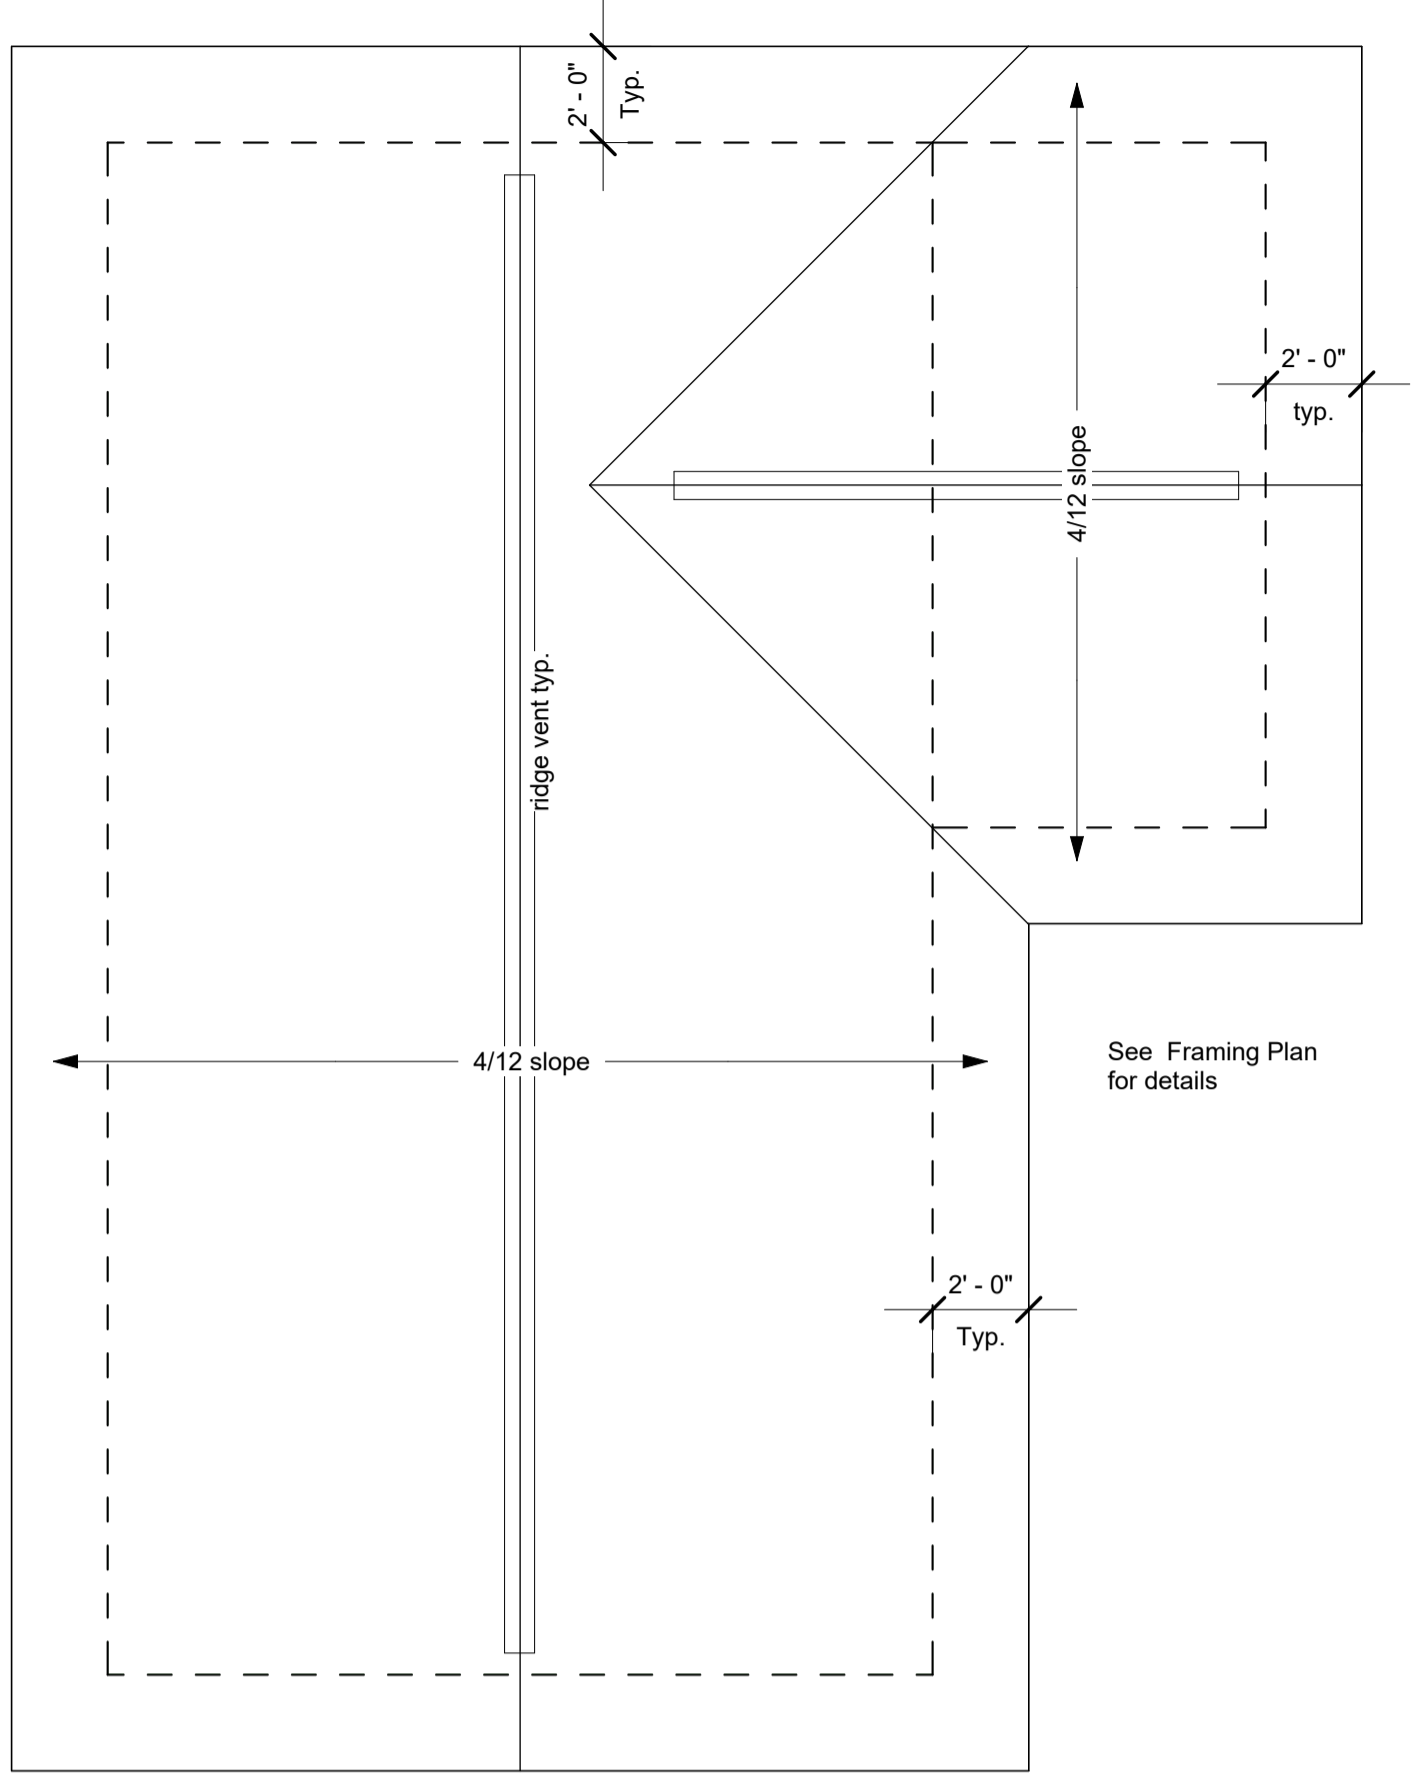 2' - 0"
Typ.
2' - 0"
typ.
4/12 slope
ridge vent typ.
4/12 slope
See  Framing Plan
for details
2' - 0"
Typ.